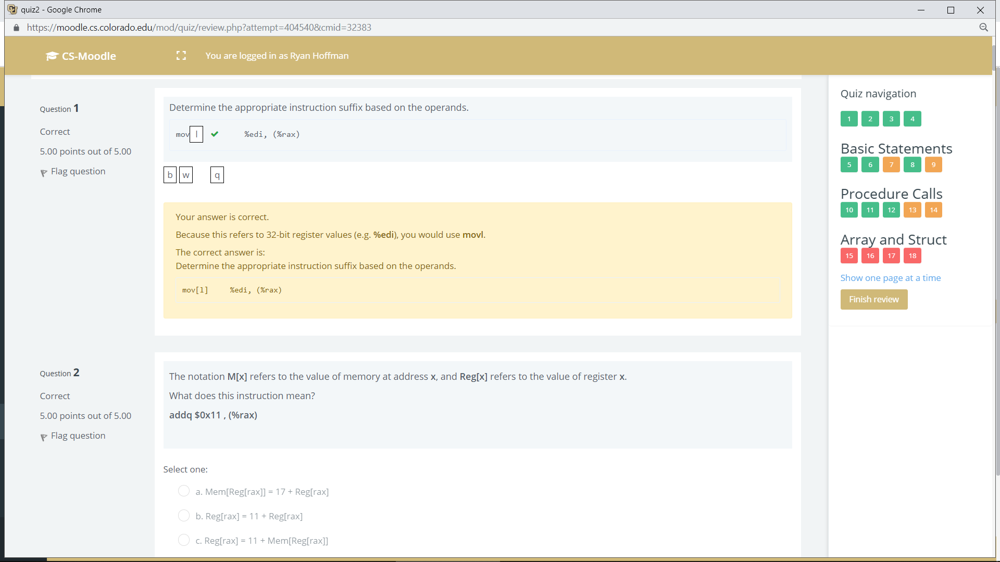 quiz2 - Google Chrome
https://moodle.cs.colorado.edu/mod/quiz/review.php?attempt=404540&cmid=32383
CS-Moodle
You are logged in as Ryan Hoffman
Question 1
Correct
5.00 points out of 5.00
Flag question
Determine the appropriate instruction suffix based on the operands.
mov l %edi, (%rax)
b w q
Your answer is correct.
Because this refers to 32-bit register values (e.g. %edi), you would use movl.
The correct answer is:
Determine the appropriate instruction suffix based on the operands.
mov[l] %edi, (%rax)
Question 2
Correct
5.00 points out of 5.00
Flag question
The notation M[x] refers to the value of memory at address x, and Reg[x] refers to the value of register x.
What does this instruction mean?
addq $0x11 , (%rax)
Select one:
a. Mem[Reg[rax]] = 17 + Reg[rax]
b. Reg[rax] = 11 + Reg[rax]
c. Reg[rax] = 11 + Mem[Reg[rax]]
Quiz navigation
1 2 3 4
Basic Statements
5 6 7 8 9
Procedure Calls
10 11 12 13 14
Array and Struct
15 16 17 18
Show one page at a time
Finish review